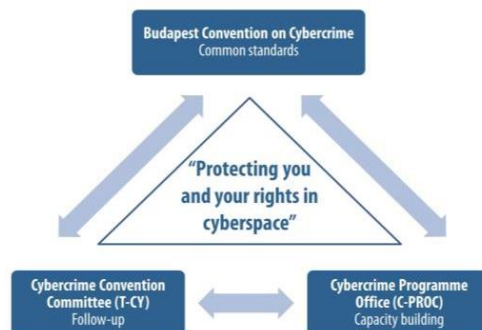 Budapest Convention on Cybercrime
Common standards
“Protecting you
and your rights in
cyberspace”
Cybercrime Convention
Committee (T-CY)
Follow-up
Cybercrime Programme
Office (C-PROC)
Capacity building